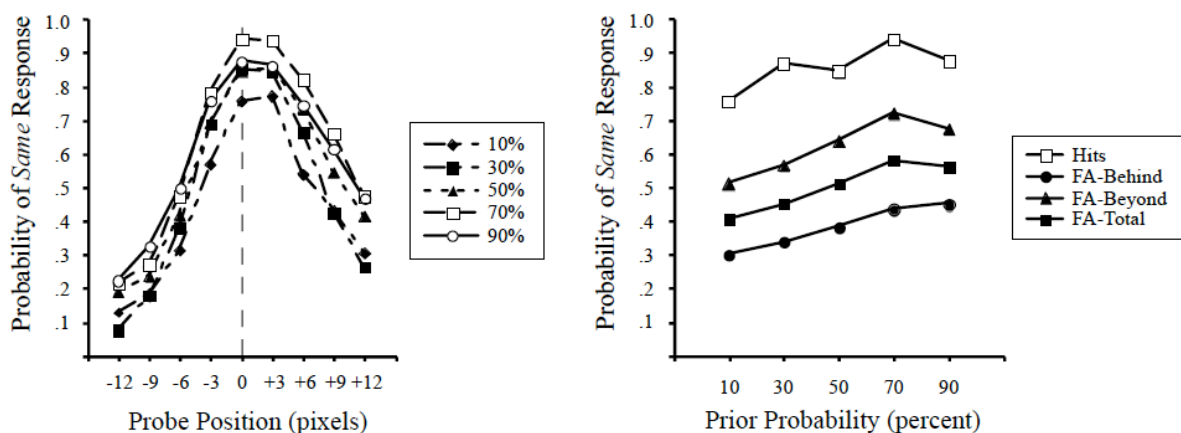 Probability of Same Response
1.0
.9
.8
.7
.6
.5
.4
.3
.2
.1
-12 -9 -6 -3 0 +3 +6 +9 +12
Probe Position (pixels)
10%
30%
50%
70%
90%
Probability of Same Response
1.0
.9
.8
.7
.6
.5
.4
.3
.2
.1
10 30 50 70 90
Prior Probability (percent)
Hits
FA-Behind
FA-Beyond
FA-Total